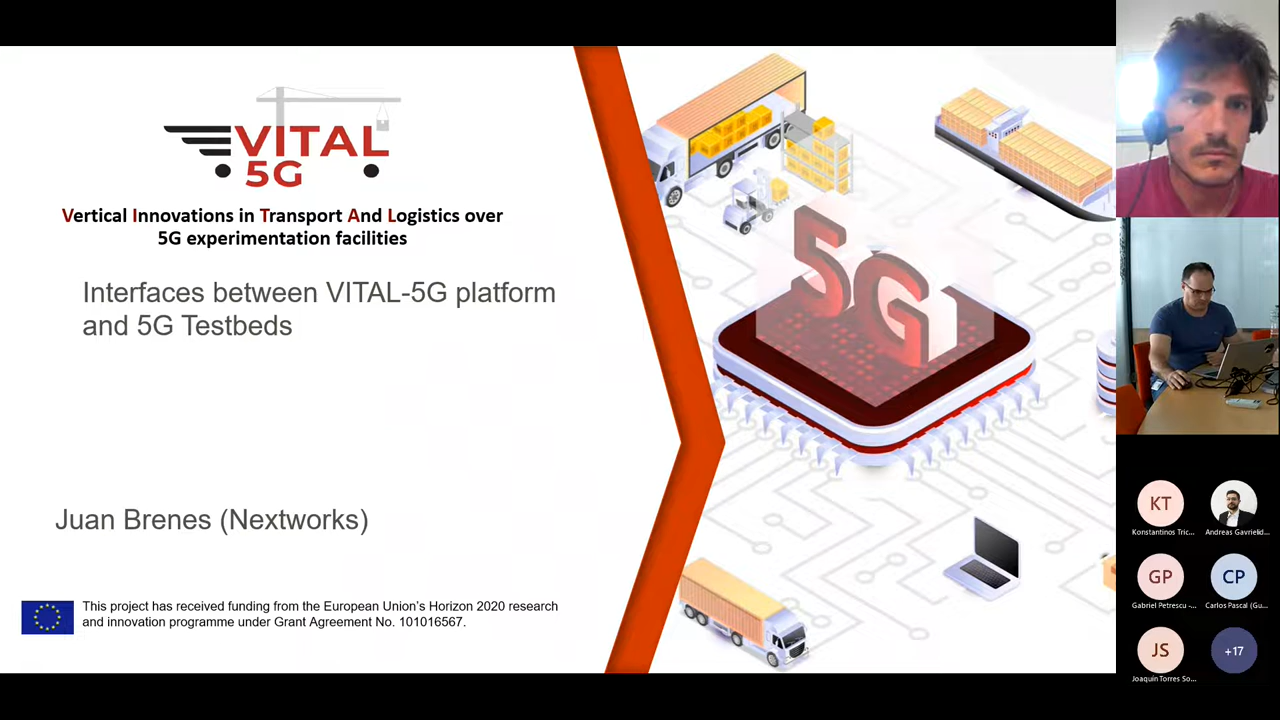 VITAL
5G
Vertical Innovations in Transport And Logistics over
5G experimentation facilities
Interfaces between VITAL-5G platform
and 5G Testbeds
Juan Brenes (Nextworks)
This project has received funding from the European Union's Horizon 2020 research
and innovation programme under Grant Agreement No. 101016567.
5G
KT
Konstantinos Tric...
Andreas Gavrielid...
GP
Gabriel Petrescu -...
CP
Carlos Pascal (Gu...
JS
Joaquín Torres So...
+17